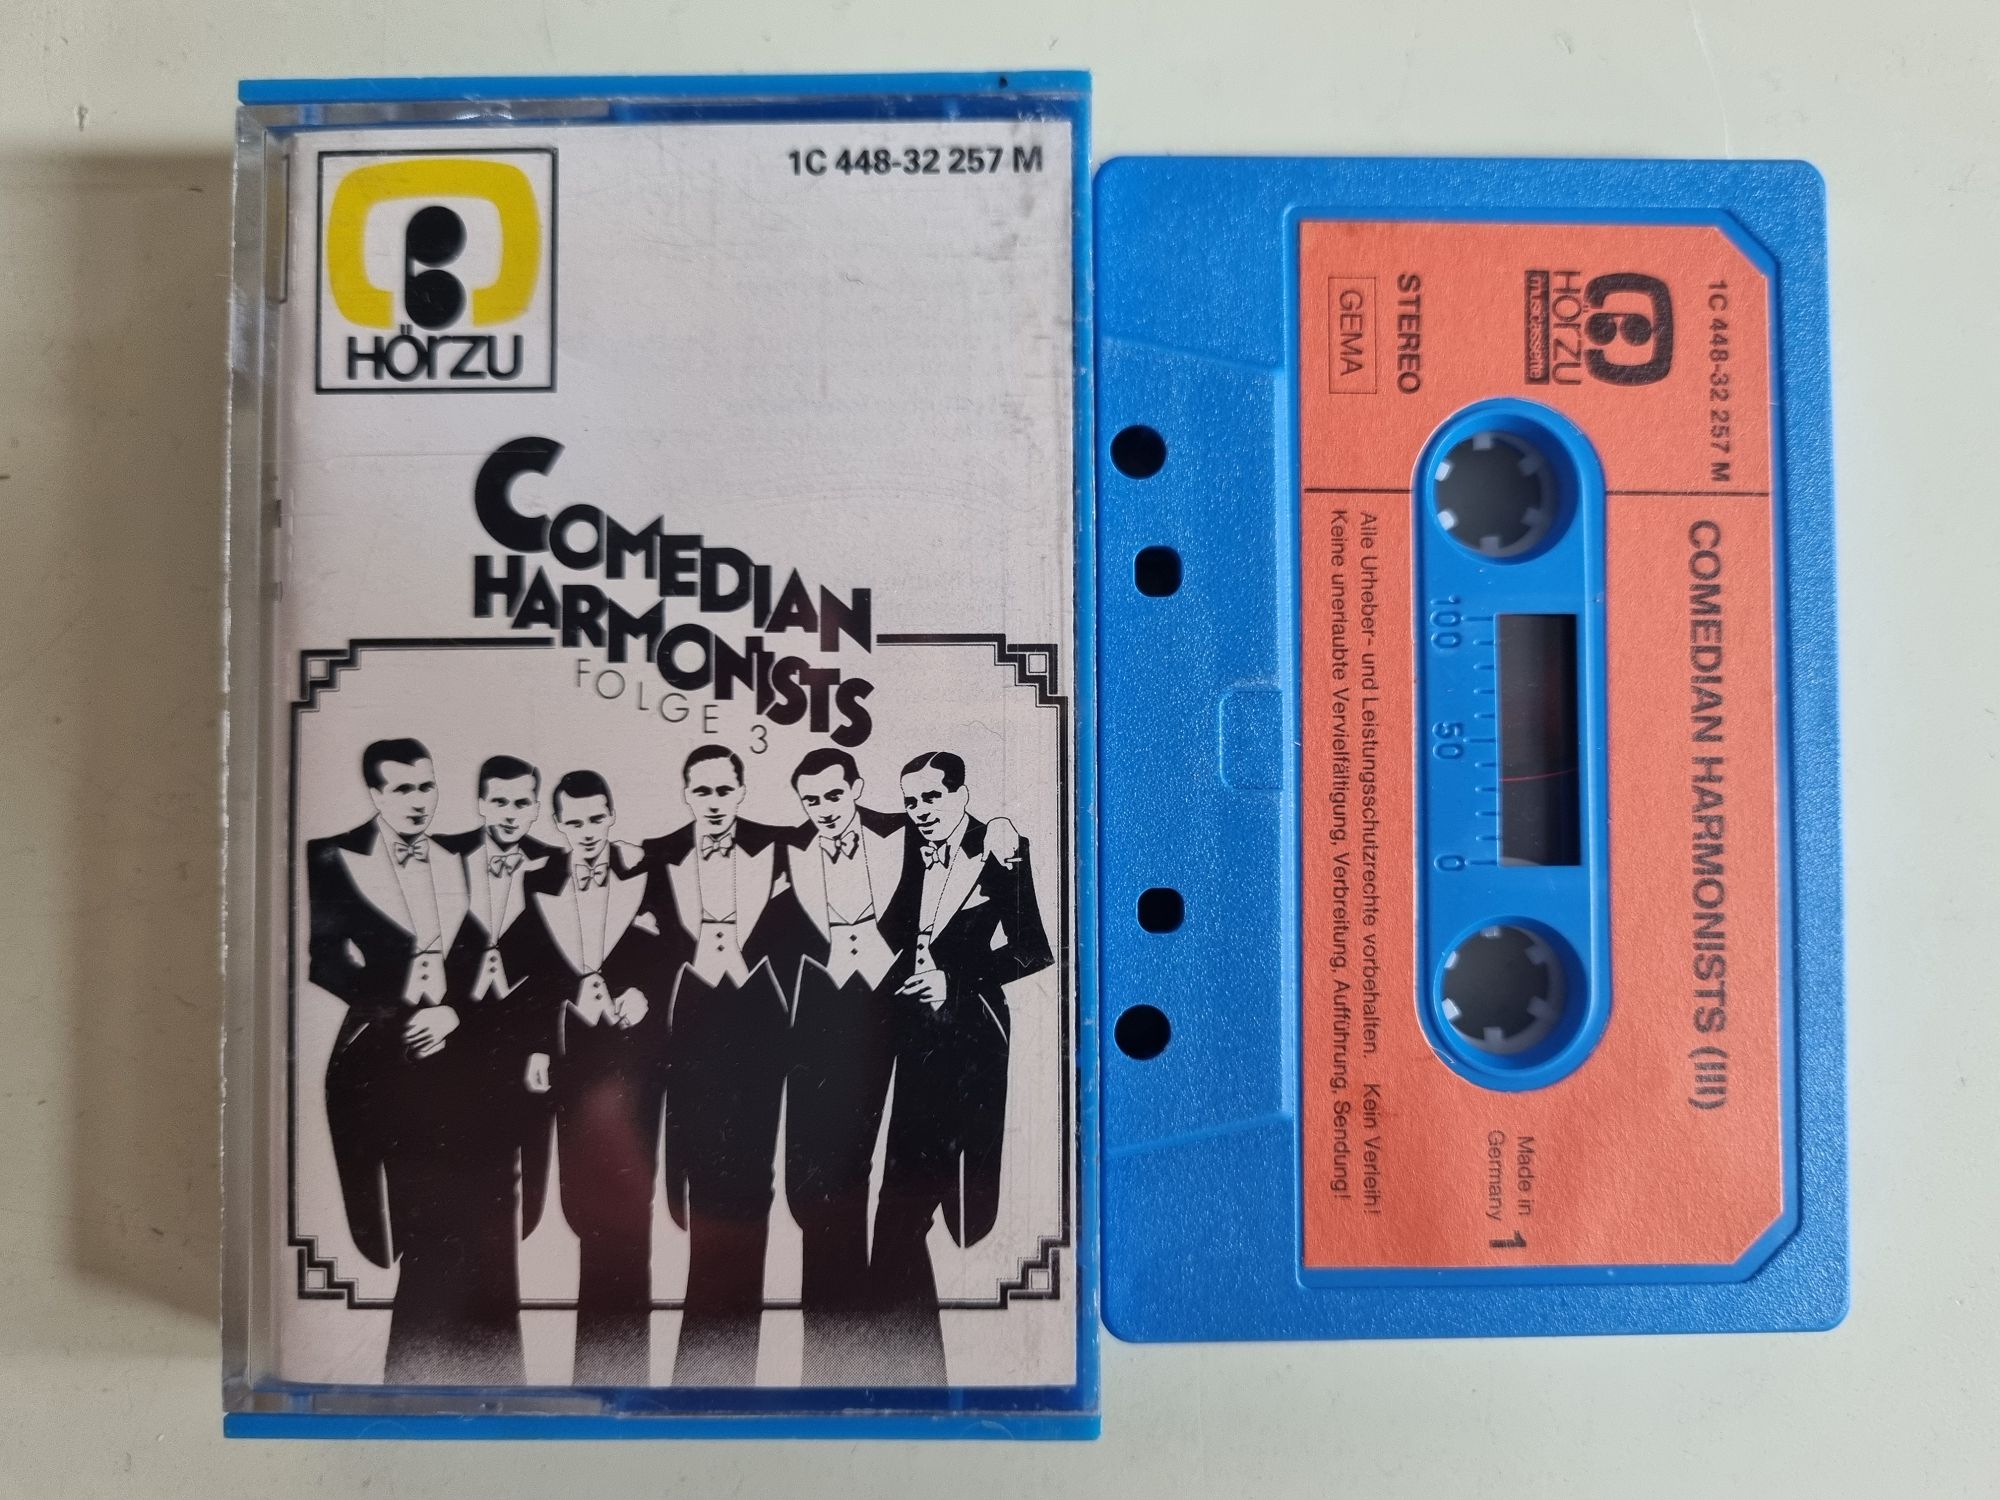 1C 448-32 257 M
HÖRZU
COMEDIAN
HARMONISTS
FOLGE 3
1C 448-32 257 M
HÖRZU
musicassette
STEREO
GEMA
COMEDIAN HARMONISTS (III)
Made in
Germany
1
100 50 0
Alle Urheber- und Leistungsschutzrechte vorbehalten. Kein Verleih!
Keine unerlaubte Vervielfältigung, Verbreitung, Aufführung, Sendung!